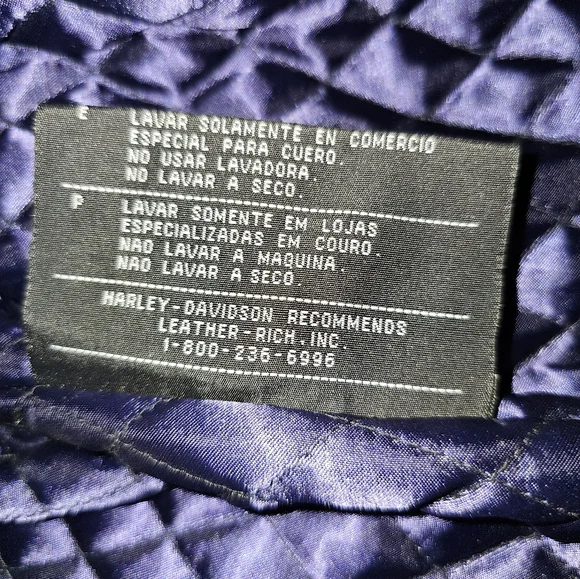 E LAVAR SOLAMENTE EN COMERCIO
ESPECIAL PARA CUERO.
NO USAR LAVADORA.
NO LAVAR A SECO.
P LAVAR SOMENTE EM LOJAS
ESPECIALIZADAS EM COURO.
NAO LAVAR A MAQUINA.
NAO LAVAR A SECO.
HARLEY-DAVIDSON RECOMMENDS
LEATHER-RICH, INC.
1-800-236-6996